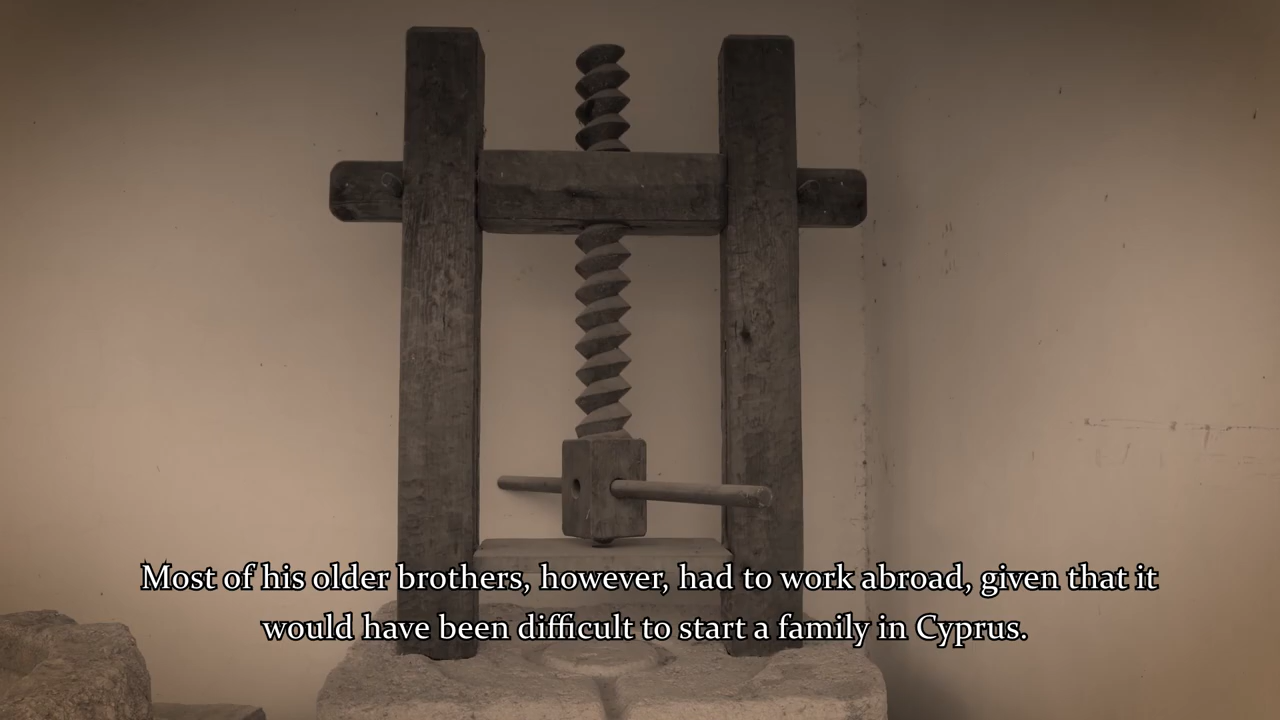 Most of his older brothers, however, had to work abroad, given that it
would have been difficult to start a family in Cyprus.